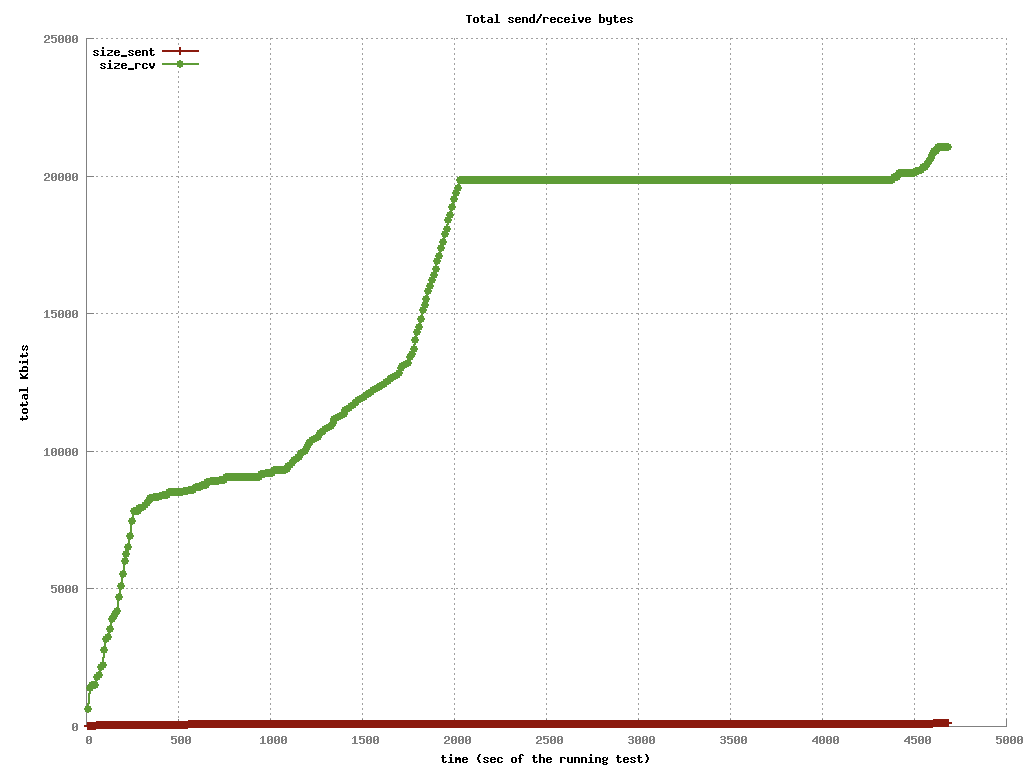 Total send/receive bytes
25000
size_sent
size_rcv
20000
15000
total Kbits
10000
5000
0
0 500 1000 1500 2000 2500 3000 3500 4000 4500 5000
time (sec of the running test)